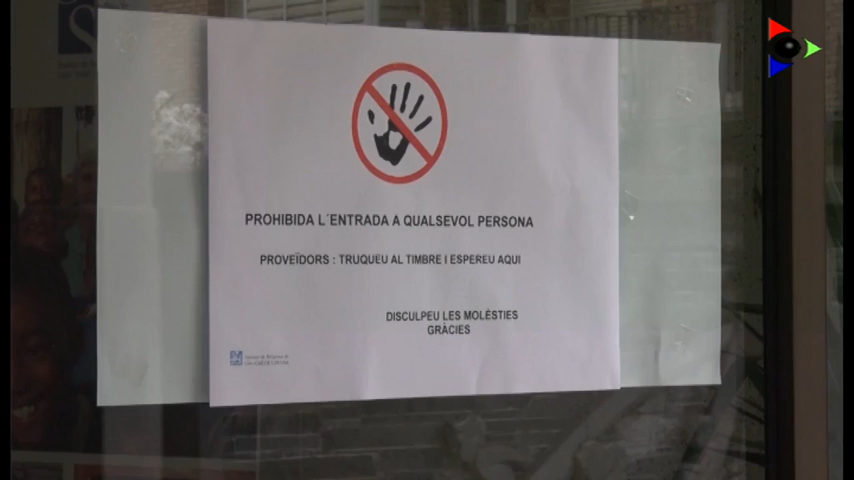 PROHIBIDA L´ENTRADA A QUALSEVOL PERSONA
PROVEÏDORS : TRUQUEU AL TIMBRE I ESPEREU AQUI
DISCULPEU LES MOLÈSTIES
GRÀCIES